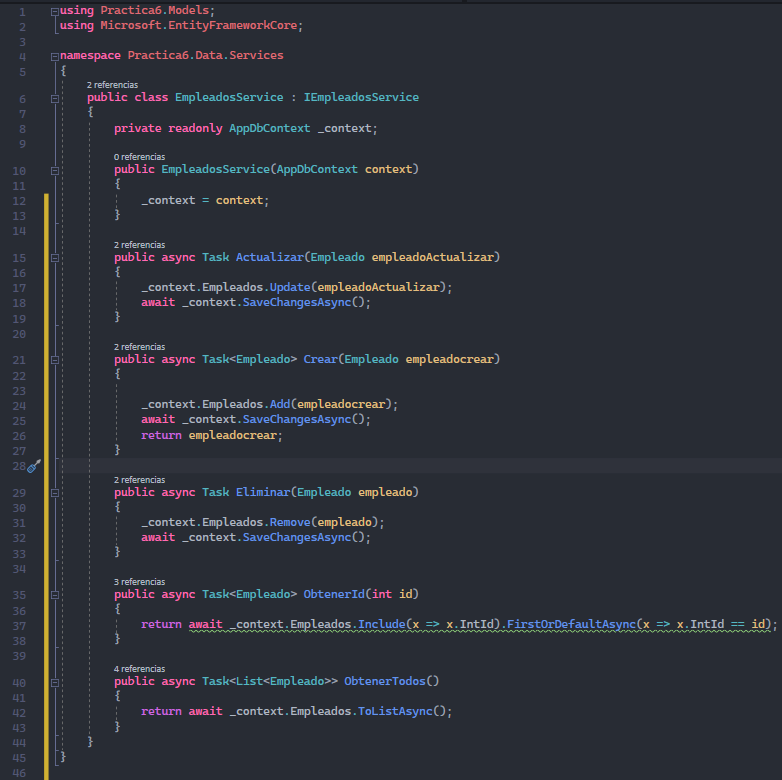 1 using Practica6.Models;
2 using Microsoft.EntityFrameworkCore;
3
4 namespace Practica6.Data.Services
5 {
2 referencias
6 public class EmpleadosService : IEmpleadosService
7 {
8 private readonly AppDbContext _context;
9
0 referencias
10 public EmpleadosService(AppDbContext context)
11 {
12 _context = context;
13 }
14
2 referencias
15 public async Task Actualizar(Empleado empleadoActualizar)
16 {
17 _context.Empleados.Update(empleadoActualizar);
18 await _context.SaveChangesAsync();
19 }
20
2 referencias
21 public async Task<Empleado> Crear(Empleado empleadocrear)
22 {
23
24 _context.Empleados.Add(empleadocrear);
25 await _context.SaveChangesAsync();
26 return empleadocrear;
27 }
28
2 referencias
29 public async Task Eliminar(Empleado empleado)
30 {
31 _context.Empleados.Remove(empleado);
32 await _context.SaveChangesAsync();
33 }
34
3 referencias
35 public async Task<Empleado> ObtenerId(int id)
36 {
37 return await _context.Empleados.Include(x => x.IntId).FirstOrDefaultAsync(x => x.IntId == id);
38 }
39
4 referencias
40 public async Task<List<Empleado>> ObtenerTodos()
41 {
42 return await _context.Empleados.ToListAsync();
43 }
44 }
45 }
46